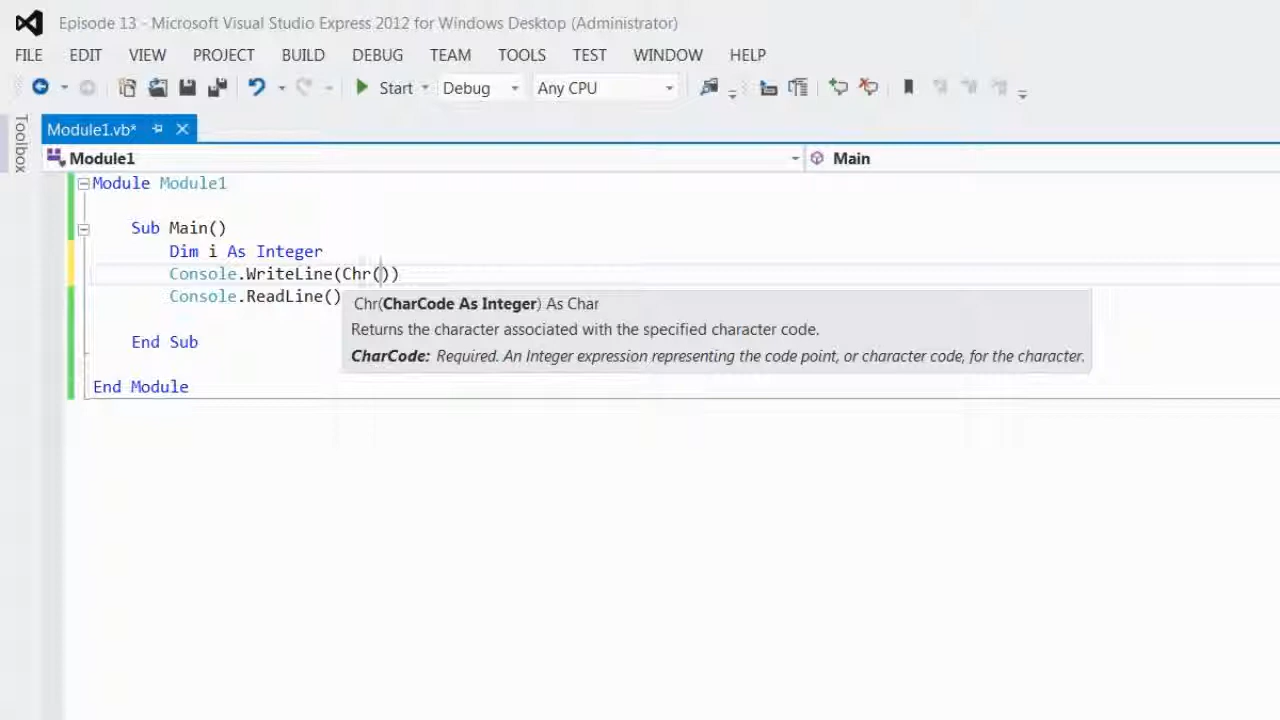 Episode 13 - Microsoft Visual Studio Express 2012 for Windows Desktop (Administrator)
FILE EDIT VIEW PROJECT BUILD DEBUG TEAM TOOLS TEST WINDOW HELP
Start Debug Any CPU
Toolbox
Module1.vb*
Module1 Main
Module Module1
Sub Main()
Dim i As Integer
Console.WriteLine(Chr())
Console.ReadLine()
Chr(CharCode As Integer) As Char
Returns the character associated with the specified character code.
CharCode: Required. An Integer expression representing the code point, or character code, for the character.
End Sub
End Module